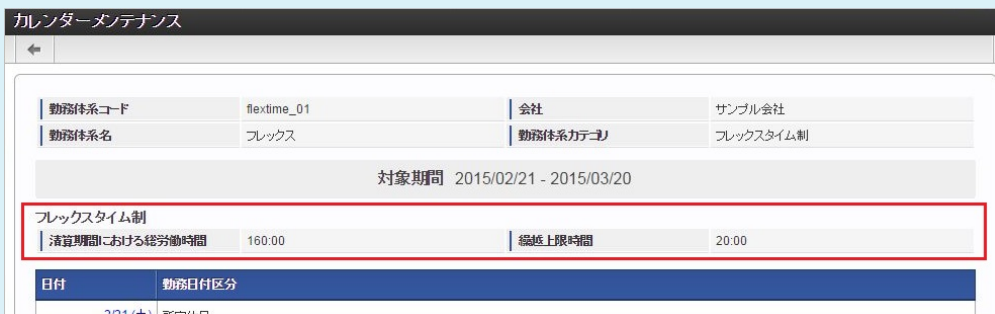 カレンダーメンテナンス
勤務体系コード flextime_01 会社 サンプル会社
勤務体系名 フレックス 勤務体系カテゴリ フレックスタイム制
対象期間 2015/02/21 - 2015/03/20
フレックスタイム制
清算期間における総労働時間 160:00 繰越上限時間 20:00
日付 勤務日付区分